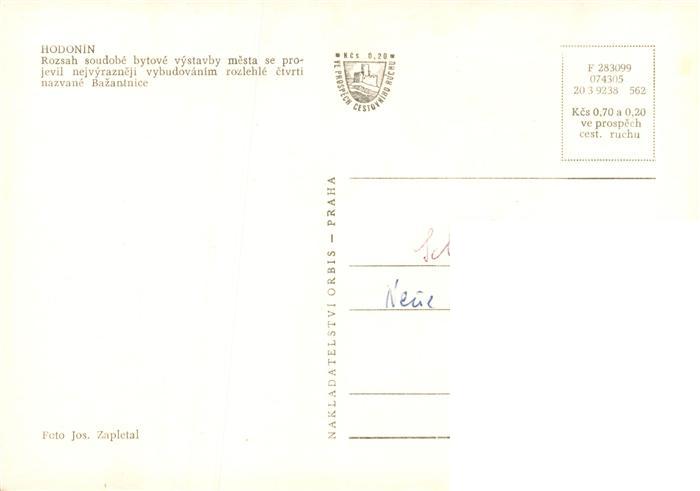 HODONÍN
Rozsah soudobé bytové výstavby města se pro-
jevil nejvýrazněji vybudováním rozlehlé čtvrti
nazvané Bažantnice
Kčs 0,20
VE PROSPĚCH CESTOVNÍHO RUCHU
F 283099
074305
20 3 9238 562
Kčs 0,70 a 0,20
ve prospěch
cest. ruchu
NAKLADATELSTVÍ ORBIS — PRAHA
Foto Jos. Zapletal